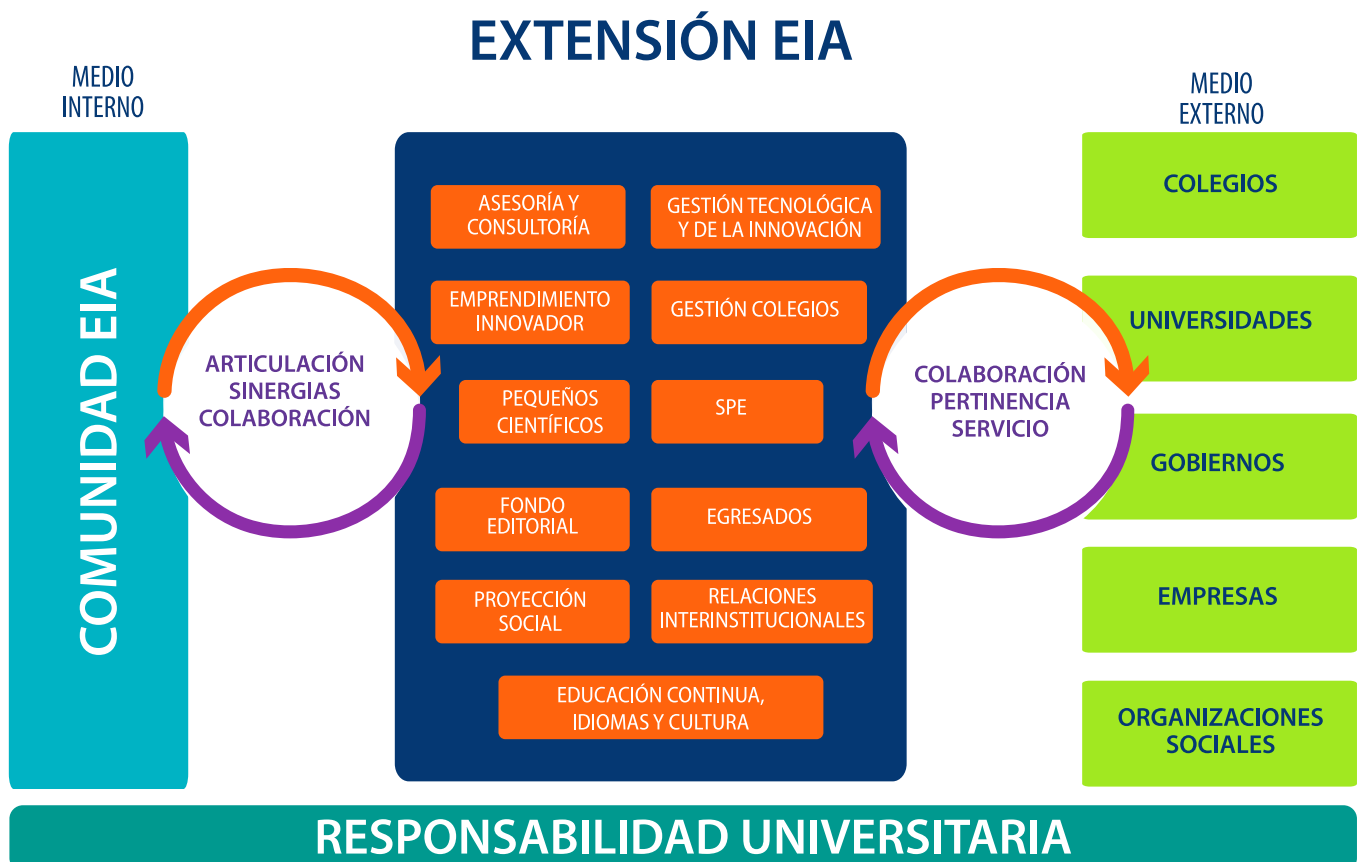 EXTENSIÓN EIA
MEDIO
INTERNO
MEDIO
EXTERNO
COMUNIDAD EIA
ARTICULACIÓN
SINERGIAS
COLABORACIÓN
ASESORÍA Y
CONSULTORÍA
GESTIÓN TECNOLÓGICA
Y DE LA INNOVACIÓN
EMPRENDIMIENTO
INNOVADOR
GESTIÓN COLEGIOS
PEQUEÑOS
CIENTÍFICOS
SPE
FONDO
EDITORIAL
EGRESADOS
PROYECCIÓN
SOCIAL
RELACIONES
INTERINSTITUCIONALES
EDUCACIÓN CONTINUA,
IDIOMAS Y CULTURA
COLABORACIÓN
PERTINENCIA
SERVICIO
COLEGIOS
UNIVERSIDADES
GOBIERNOS
EMPRESAS
ORGANIZACIONES
SOCIALES
RESPONSABILIDAD UNIVERSITARIA